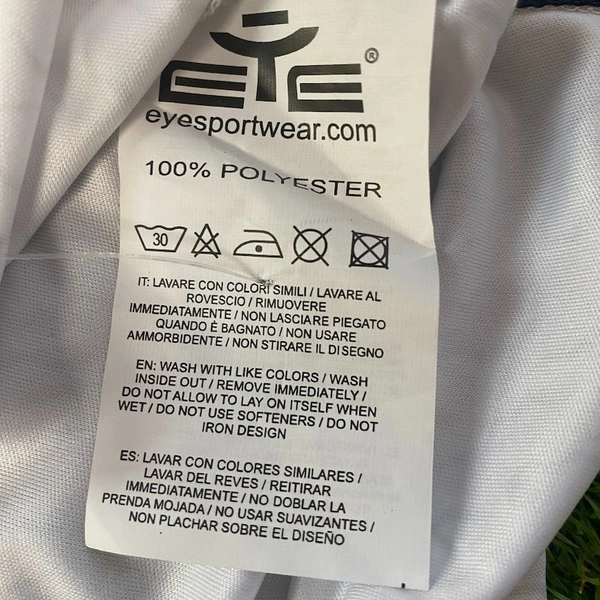 EYE®
eyesportwear.com
100% POLYESTER
30
IT: LAVARE CON COLORI SIMILI / LAVARE AL
ROVESCIO / RIMUOVERE
IMMEDIATAMENTE / NON LASCIARE PIEGATO
QUANDO È BAGNATO / NON USARE
AMMORBIDENTE / NON STIRARE IL DISEGNO
EN: WASH WITH LIKE COLORS / WASH
INSIDE OUT / REMOVE IMMEDIATELY /
DO NOT ALLOW TO LAY ON ITSELF WHEN
WET / DO NOT USE SOFTENERS / DO NOT
IRON DESIGN
ES: LAVAR CON COLORES SIMILARES /
LAVAR DEL REVES / REITIRAR
IMMEDIATAMENTE / NO DOBLAR LA
PRENDA MOJADA / NO USAR SUAVIZANTES /
NON PLACHAR SOBRE EL DISEÑO